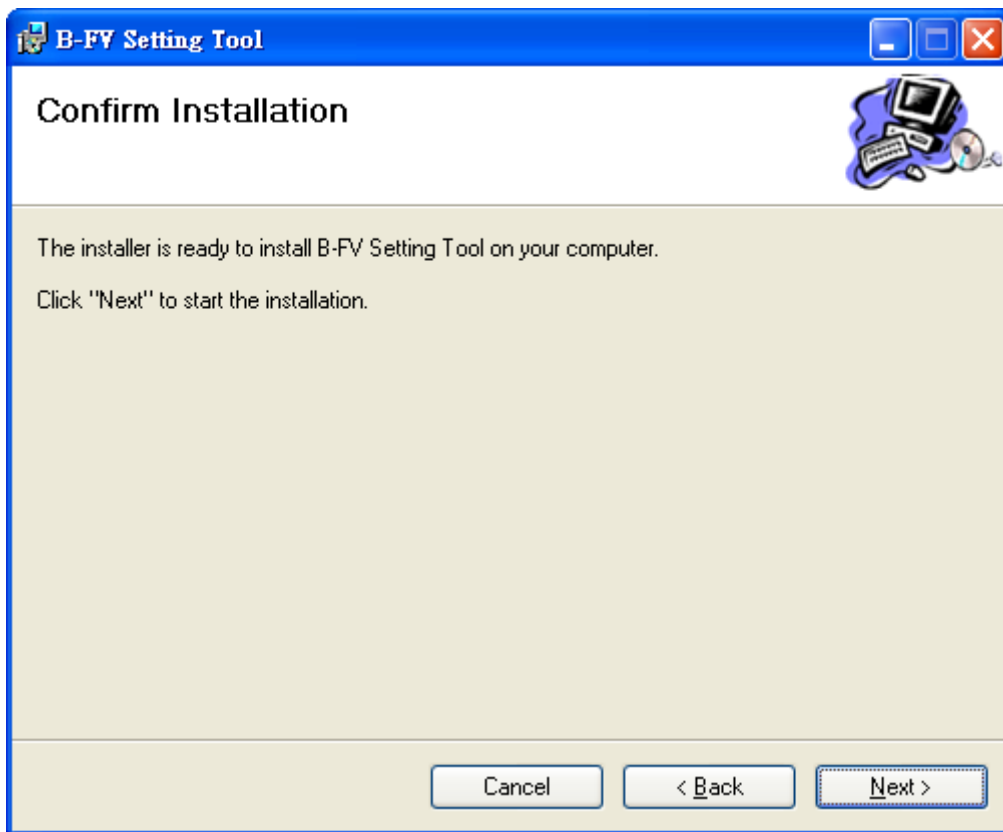 B-FV Setting Tool
Confirm Installation
The installer is ready to install B-FV Setting Tool on your computer.
Click "Next" to start the installation.
Cancel
< Back
Next >